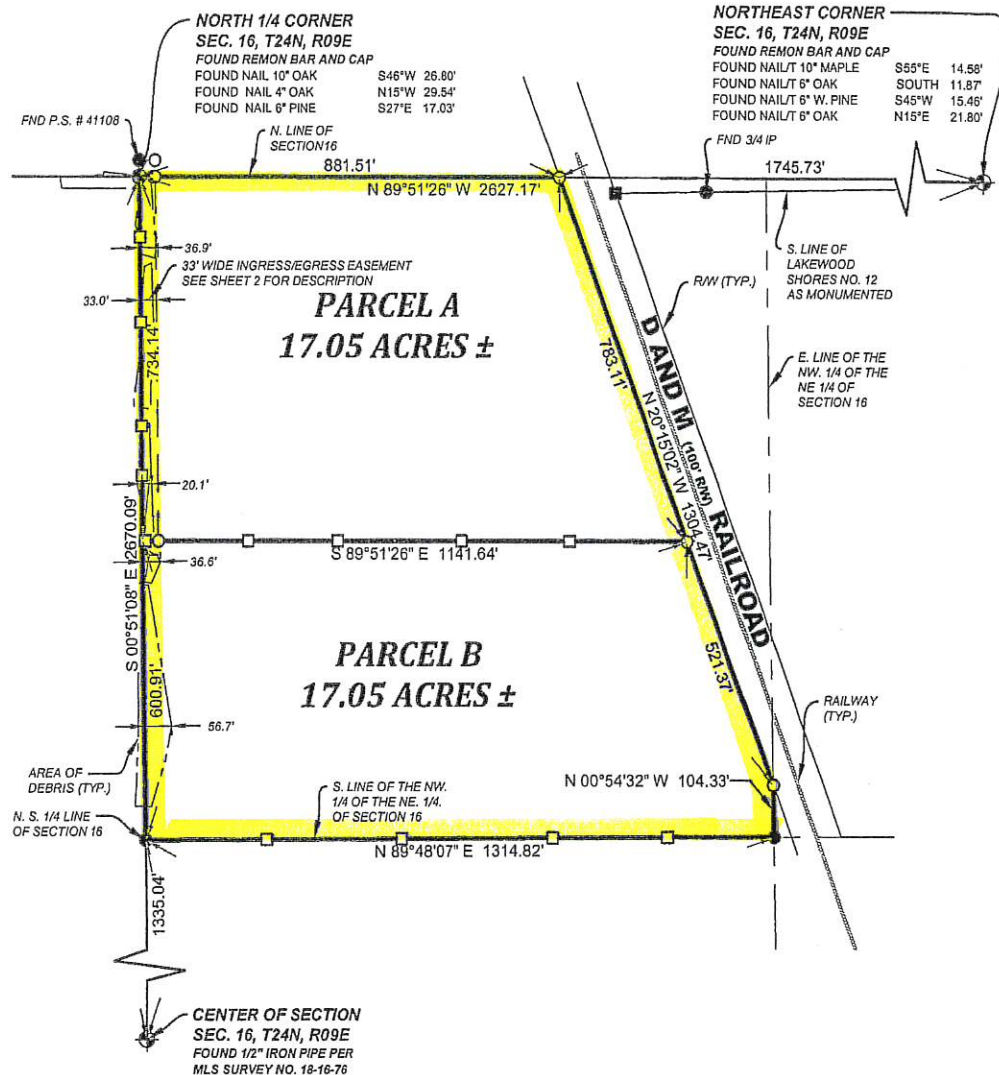 NORTH 1/4 CORNER
SEC. 16, T24N, R09E
FOUND REMON BAR AND CAP
FOUND NAIL 10" OAK S46°W 26.80'
FOUND NAIL 4" OAK N15°W 29.54'
FOUND NAIL 6" PINE S27°E 17.03'
NORTHEAST CORNER
SEC. 16, T24N, R09E
FOUND REMON BAR AND CAP
FOUND NAIL/T 10" MAPLE S55°E 14.58'
FOUND NAIL/T 6" OAK SOUTH 11.87'
FOUND NAIL/T 6" W. PINE S45°W 15.46'
FOUND NAIL/T 6" OAK N15°E 21.80'
FND P.S. # 41108
N. LINE OF
SECTION16
FND 3/4 IP
881.51'
1745.73'
N 89°51'26" W 2627.17'
36.9'
33' WIDE INGRESS/EGRESS EASEMENT
SEE SHEET 2 FOR DESCRIPTION
33.0'
S. LINE OF
LAKEWOOD
SHORES NO. 12
AS MONUMENTED
R/W (TYP.)
PARCEL A
17.05 ACRES ±
734.14'
783.11'
D AND M (100' R/W) RAILROAD
E. LINE OF THE
NW. 1/4 OF THE
NE 1/4 OF
SECTION 16
N 20°15'02" W 1304.47'
20.1'
S 00°51'08" E (2670.09')
S 89°51'26" E 1141.64'
36.6'
PARCEL B
17.05 ACRES ±
600.91'
521.37'
56.7'
RAILWAY
(TYP.)
AREA OF
DEBRIS (TYP.)
N 00°54'32" W 104.33'
S. LINE OF THE NW.
1/4 OF THE NE. 1/4.
OF SECTION 16
N. S. 1/4 LINE
OF SECTION 16
N 89°48'07" E 1314.82'
1335.04'
CENTER OF SECTION
SEC. 16, T24N, R09E
FOUND 1/2" IRON PIPE PER
MLS SURVEY NO. 18-16-76